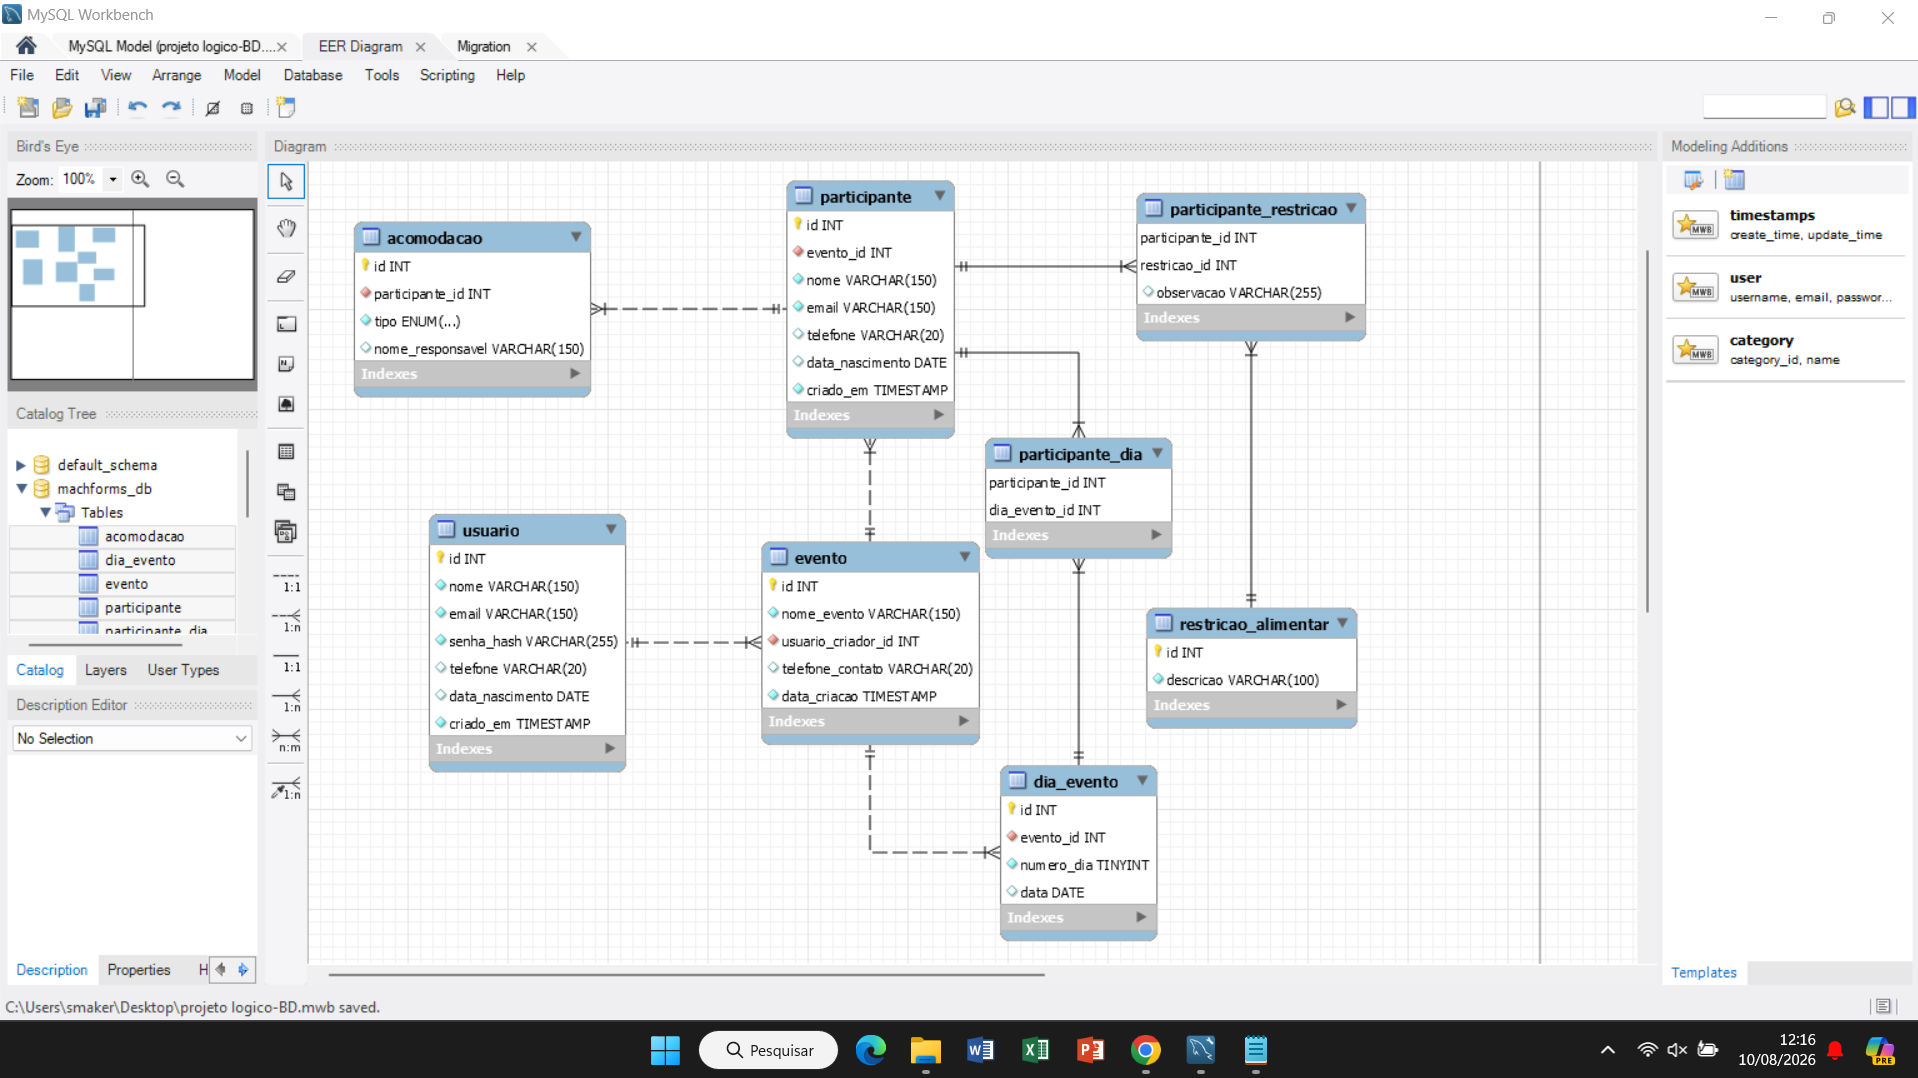 MySQL Workbench
MySQL Model (projeto logico-BD....
EER Diagram
Migration
File Edit View Arrange Model Database Tools Scripting Help
Bird's Eye
Zoom: 100%
Catalog Tree
default_schema
machforms_db
Tables
acomodacao
dia_evento
evento
participante
participante_dia
Catalog Layers User Types
Description Editor
No Selection
Description Properties H
Diagram
1:1
1:n
1:1
1:n
n:m
1:n
acomodacao
id INT
participante_id INT
tipo ENUM(...)
nome_responsavel VARCHAR(150)
Indexes
participante
id INT
evento_id INT
nome VARCHAR(150)
email VARCHAR(150)
telefone VARCHAR(20)
data_nascimento DATE
criado_em TIMESTAMP
Indexes
participante_restricao
participante_id INT
restricao_id INT
observacao VARCHAR(255)
Indexes
participante_dia
participante_id INT
dia_evento_id INT
Indexes
usuario
id INT
nome VARCHAR(150)
email VARCHAR(150)
senha_hash VARCHAR(255)
telefone VARCHAR(20)
data_nascimento DATE
criado_em TIMESTAMP
Indexes
evento
id INT
nome_evento VARCHAR(150)
usuario_criador_id INT
telefone_contato VARCHAR(20)
data_criacao TIMESTAMP
Indexes
restricao_alimentar
id INT
descricao VARCHAR(100)
Indexes
dia_evento
id INT
evento_id INT
numero_dia TINYINT
data DATE
Indexes
Modeling Additions
MWB
timestamps
create_time, update_time
MWB
user
username, email, passwor...
MWB
category
category_id, name
Templates
C:\Users\smaker\Desktop\projeto logico-BD.mwb saved.
Pesquisar
12:16
10/08/2026
PRE